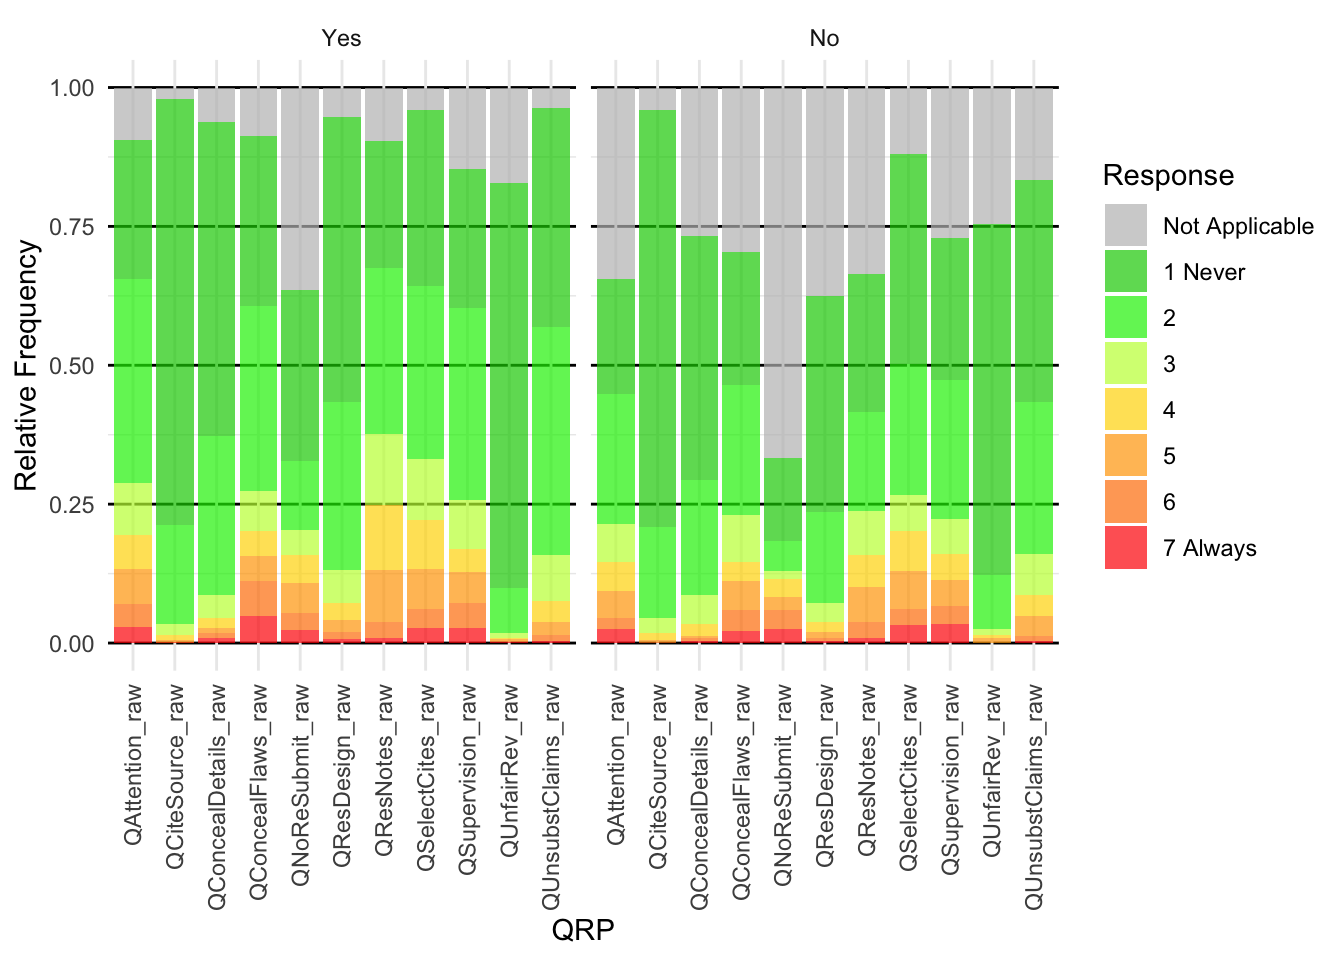 Yes
No
1.00
0.75
0.50
0.25
0.00
Relative Frequency
QAttention_raw
QCiteSource_raw
QConcealDetails_raw
QConcealFlaws_raw
QNoReSubmit_raw
QResDesign_raw
QResNotes_raw
QSelectCites_raw
QSupervision_raw
QUnfairRev_raw
QUnsubstClaims_raw
QAttention_raw
QCiteSource_raw
QConcealDetails_raw
QConcealFlaws_raw
QNoReSubmit_raw
QResDesign_raw
QResNotes_raw
QSelectCites_raw
QSupervision_raw
QUnfairRev_raw
QUnsubstClaims_raw
QRP
Response
Not Applicable
1 Never
2
3
4
5
6
7 Always